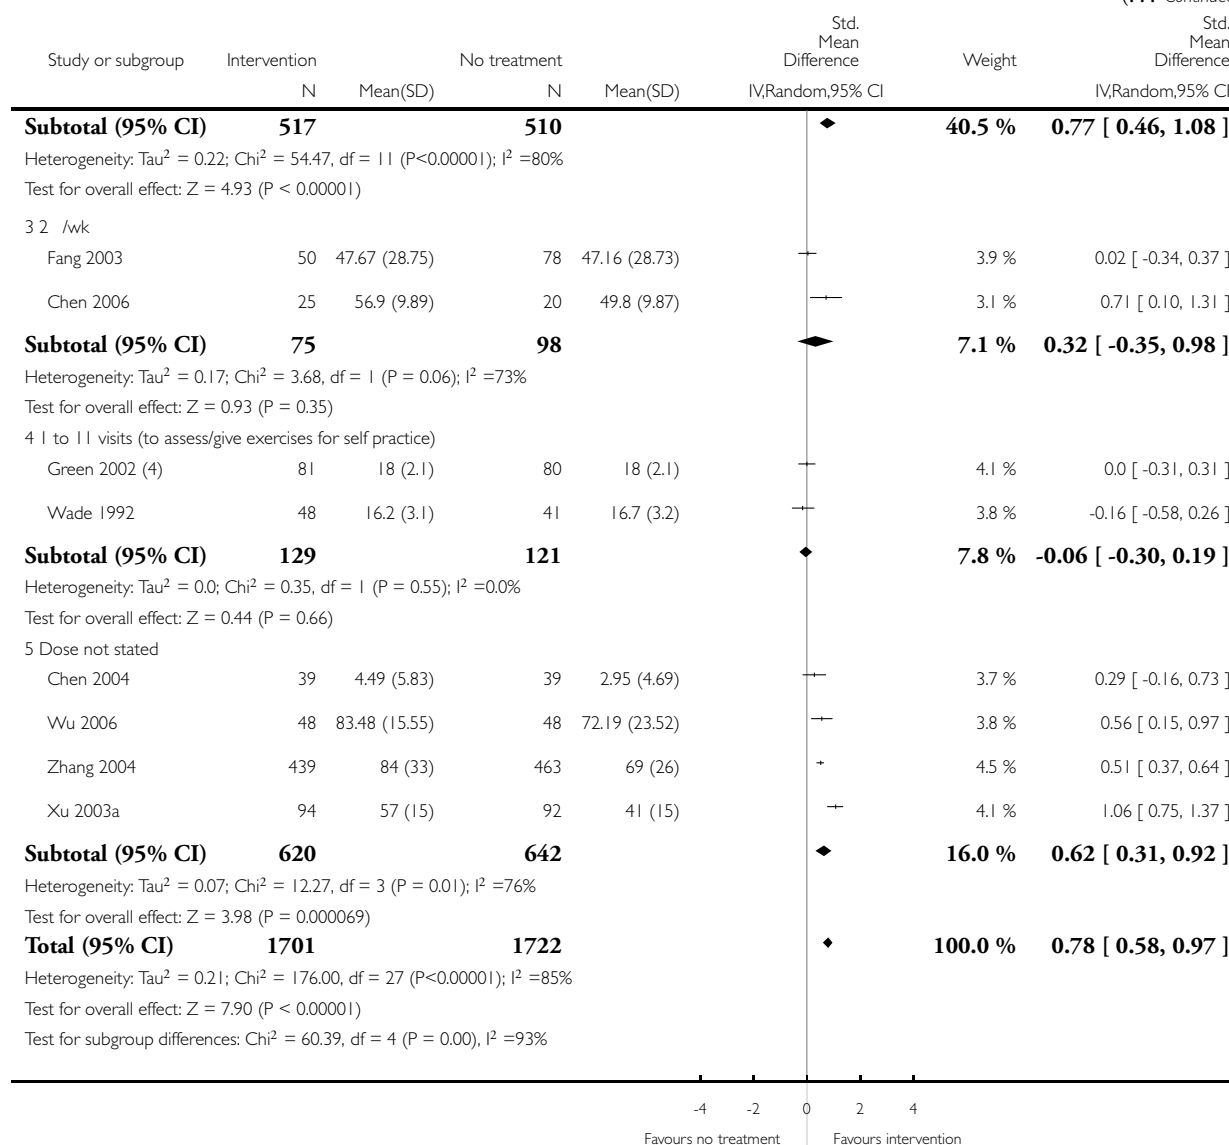 Std. Std.
Mean Mean
Study or subgroup Intervention No treatment Difference Weight Difference
N Mean(SD) N Mean(SD) IV,Random,95% CI IV,Random,95% CI
Subtotal (95% CI) 517 510 40.5 % 0.77 [ 0.46, 1.08 ]
Heterogeneity: Tau² = 0.22; Chi² = 54.47, df = 11 (P<0.00001); I² =80%
Test for overall effect: Z = 4.93 (P < 0.00001)
3 2 /wk
Fang 2003 50 47.67 (28.75) 78 47.16 (28.73) 3.9 % 0.02 [ -0.34, 0.37 ]
Chen 2006 25 56.9 (9.89) 20 49.8 (9.87) 3.1 % 0.71 [ 0.10, 1.31 ]
Subtotal (95% CI) 75 98 7.1 % 0.32 [ -0.35, 0.98 ]
Heterogeneity: Tau² = 0.17; Chi² = 3.68, df = 1 (P = 0.06); I² =73%
Test for overall effect: Z = 0.93 (P = 0.35)
4 1 to 11 visits (to assess/give exercises for self practice)
Green 2002 (4) 81 18 (2.1) 80 18 (2.1) 4.1 % 0.0 [ -0.31, 0.31 ]
Wade 1992 48 16.2 (3.1) 41 16.7 (3.2) 3.8 % -0.16 [ -0.58, 0.26 ]
Subtotal (95% CI) 129 121 7.8 % -0.06 [ -0.30, 0.19 ]
Heterogeneity: Tau² = 0.0; Chi² = 0.35, df = 1 (P = 0.55); I² =0.0%
Test for overall effect: Z = 0.44 (P = 0.66)
5 Dose not stated
Chen 2004 39 4.49 (5.83) 39 2.95 (4.69) 3.7 % 0.29 [ -0.16, 0.73 ]
Wu 2006 48 83.48 (15.55) 48 72.19 (23.52) 3.8 % 0.56 [ 0.15, 0.97 ]
Zhang 2004 439 84 (33) 463 69 (26) 4.5 % 0.51 [ 0.37, 0.64 ]
Xu 2003a 94 57 (15) 92 41 (15) 4.1 % 1.06 [ 0.75, 1.37 ]
Subtotal (95% CI) 620 642 16.0 % 0.62 [ 0.31, 0.92 ]
Heterogeneity: Tau² = 0.07; Chi² = 12.27, df = 3 (P = 0.01); I² =76%
Test for overall effect: Z = 3.98 (P = 0.000069)
Total (95% CI) 1701 1722 100.0 % 0.78 [ 0.58, 0.97 ]
Heterogeneity: Tau² = 0.21; Chi² = 176.00, df = 27 (P<0.00001); I² =85%
Test for overall effect: Z = 7.90 (P < 0.00001)
Test for subgroup differences: Chi² = 60.39, df = 4 (P = 0.00), I² =93%
-4 -2 0 2 4
Favours no treatment Favours intervention